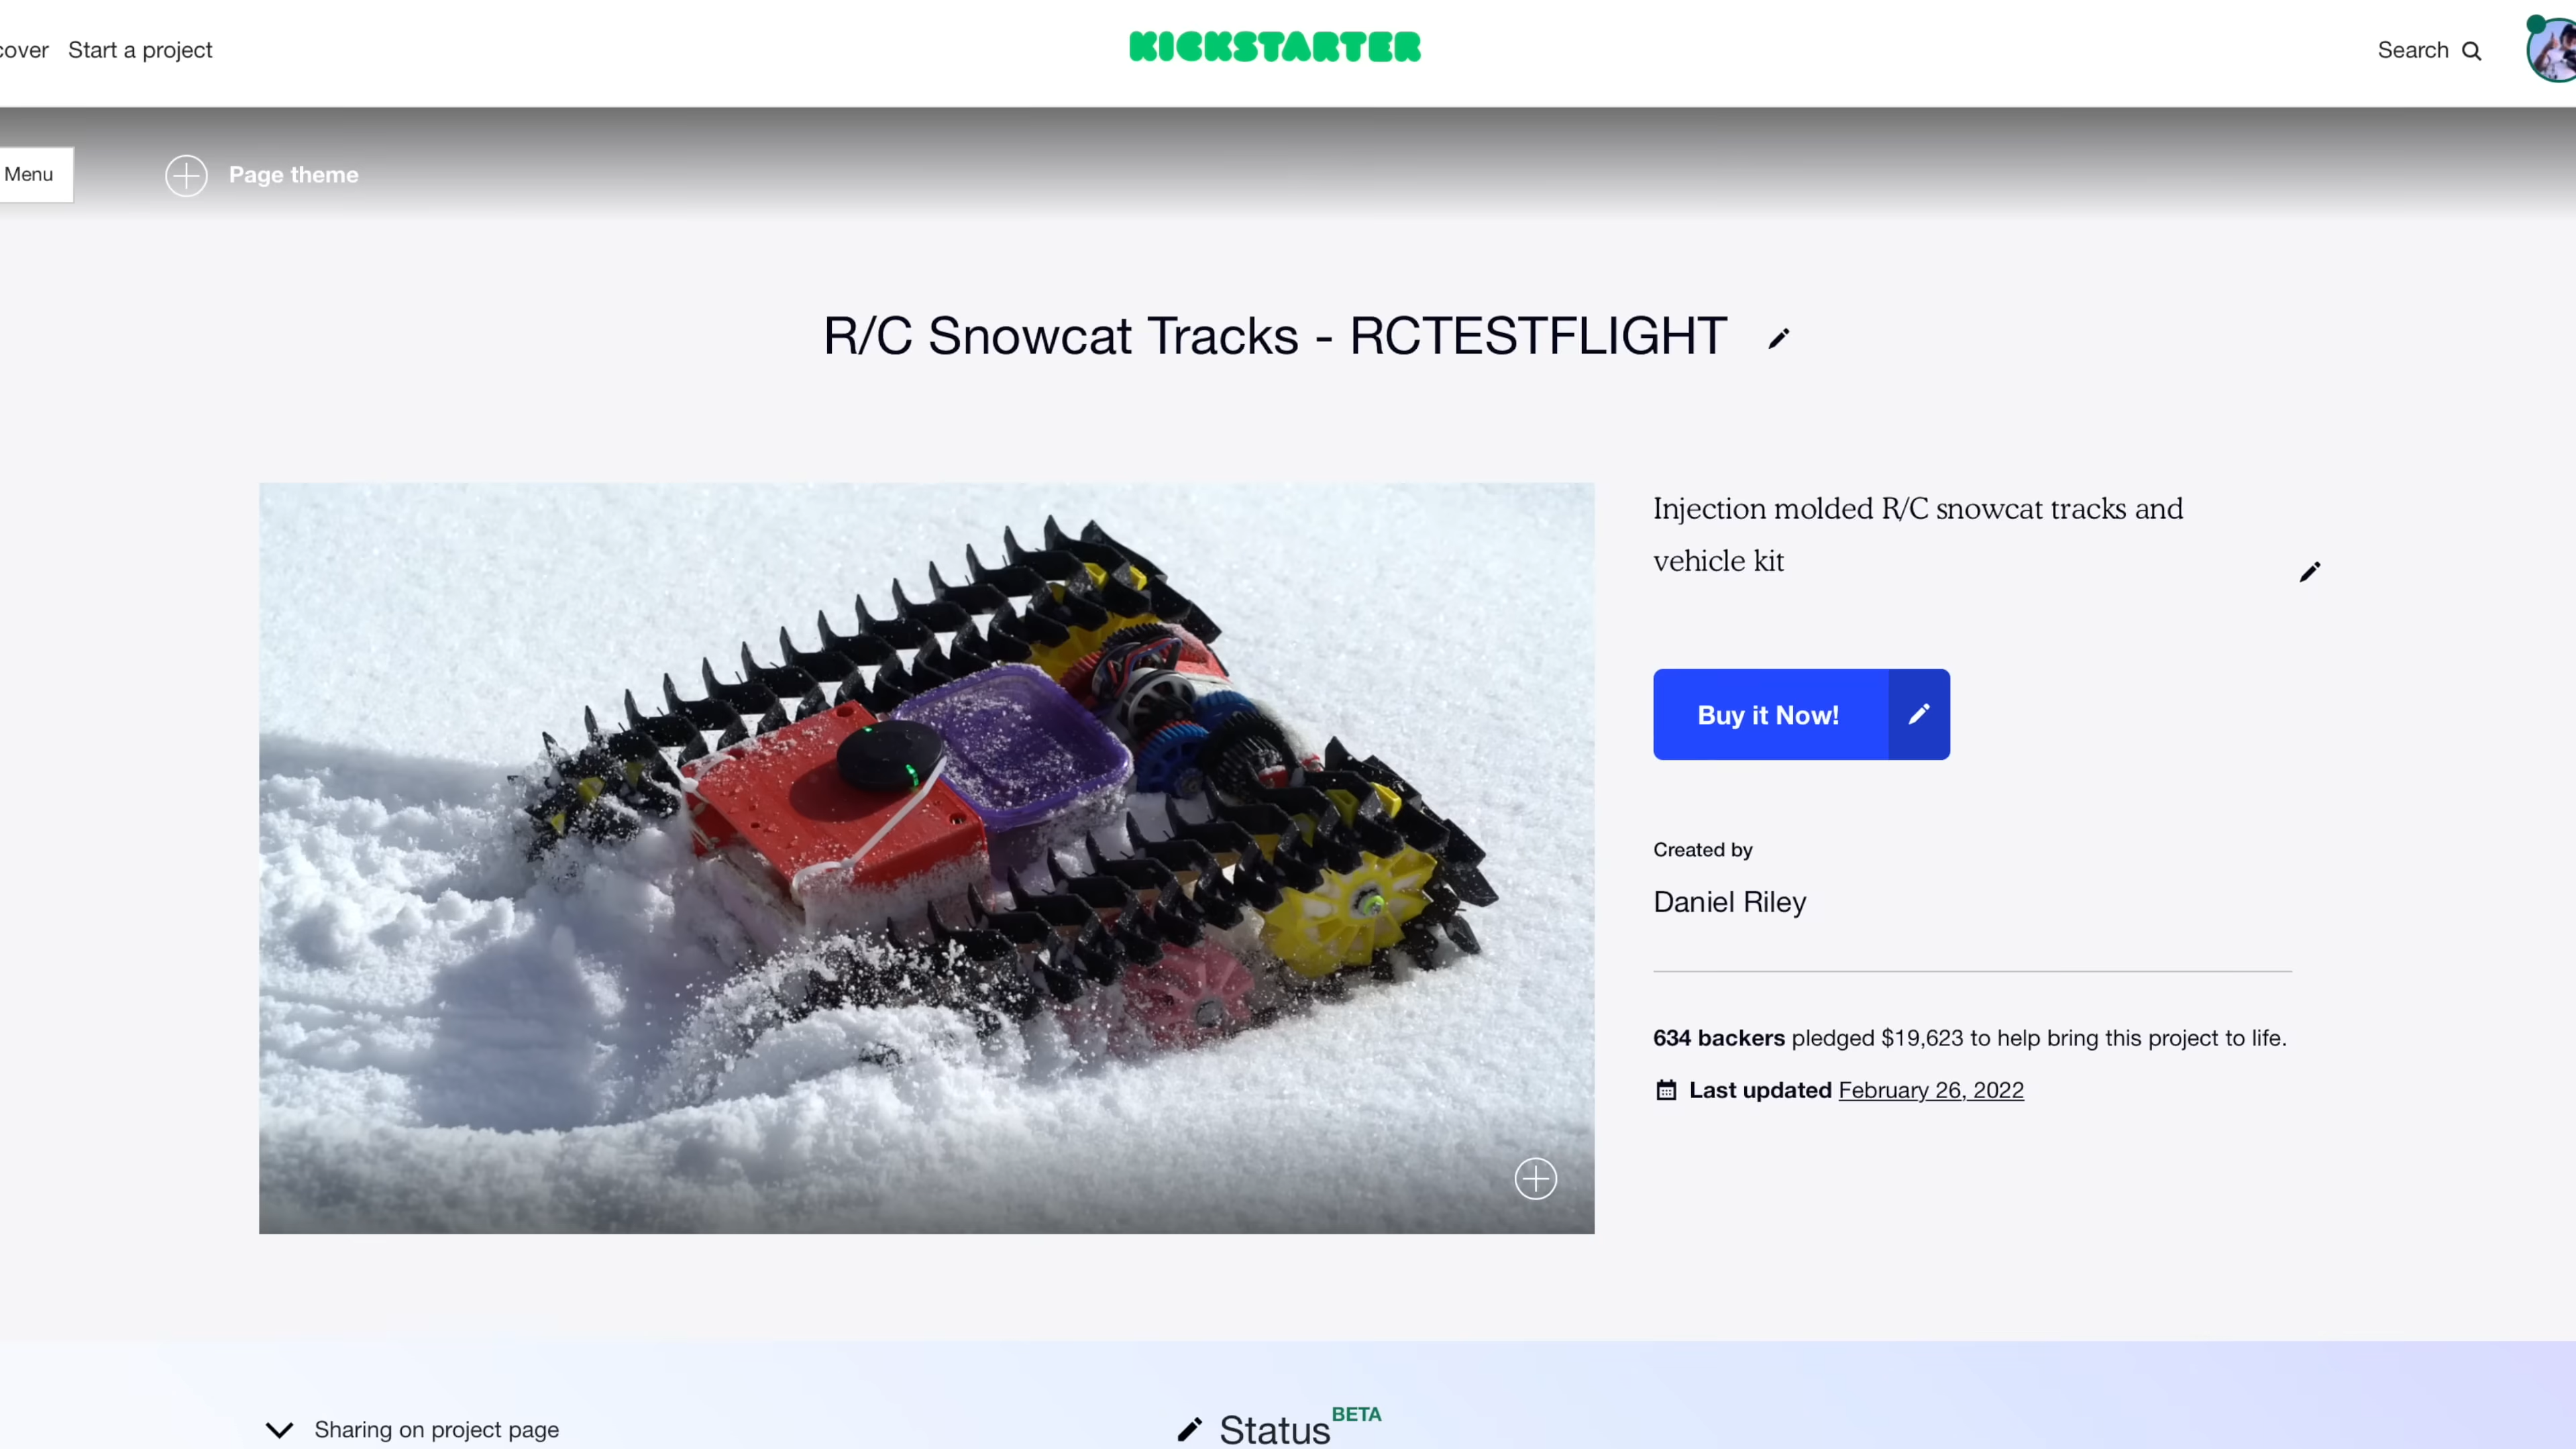 cover Start a project
KICKSTARTER
Search
Menu
Page theme
R/C Snowcat Tracks - RCTESTFLIGHT
Injection molded R/C snowcat tracks and
vehicle kit
Buy it Now!
Created by
Daniel Riley
634 backers pledged $19,623 to help bring this project to life.
Last updated February 26, 2022
Sharing on project page
Status BETA